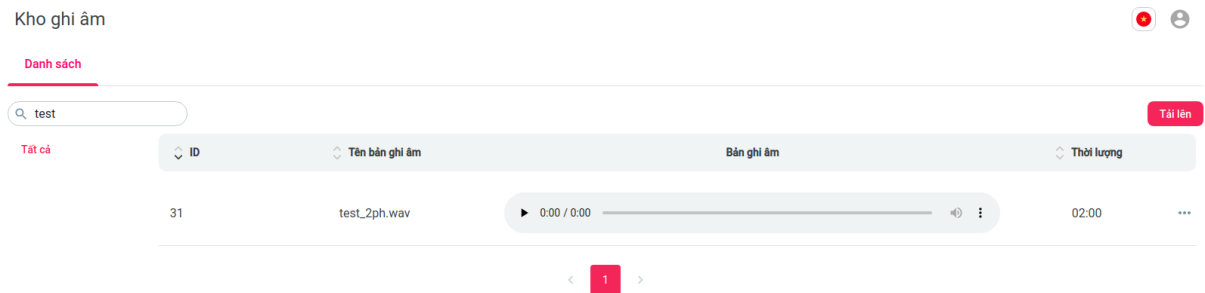 Kho ghi âm
Danh sách
test
Tải lên
Tất cả
ID Tên bản ghi âm Bản ghi âm Thời lượng
31 test_2ph.wav 0:00 / 0:00 02:00
1